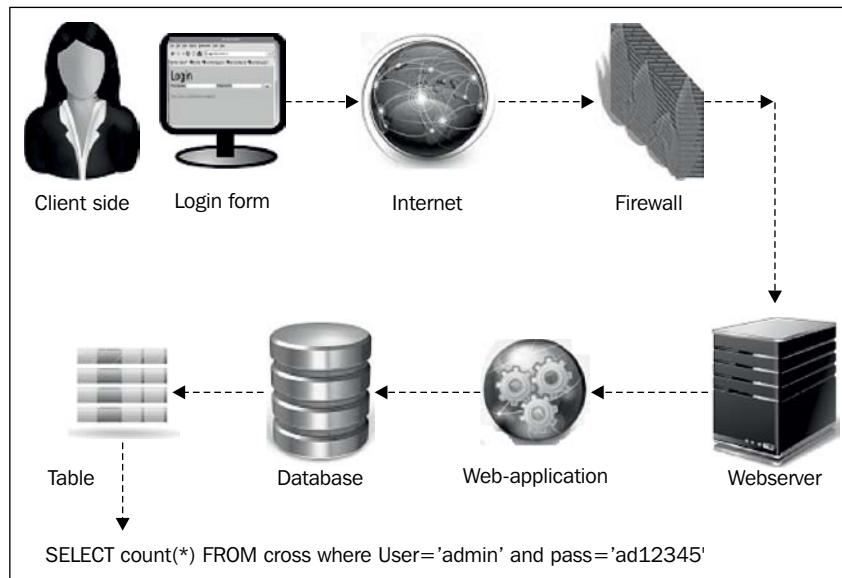 Login
Client side
Login form
Internet
Firewall
Table
Database
Web-application
Webserver
SELECT count(*) FROM cross where User=’admin’ and pass=’ad12345’